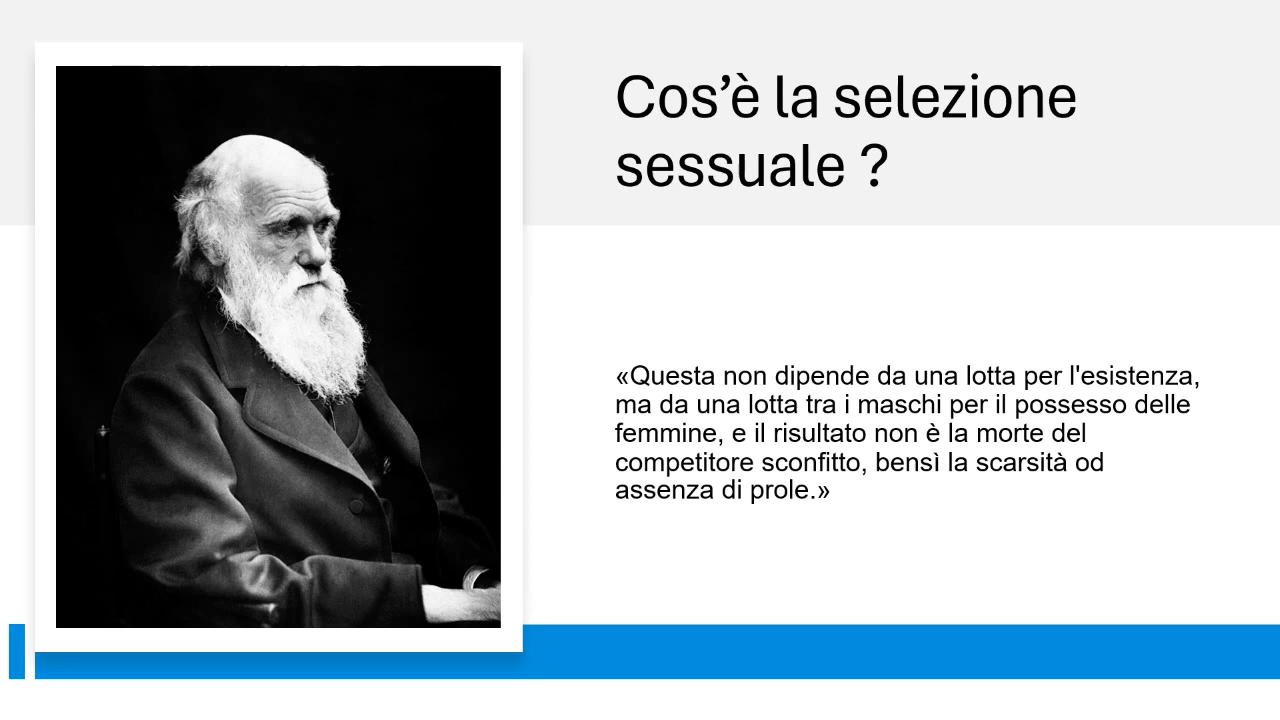 Cos’è la selezione
sessuale ?
«Questa non dipende da una lotta per l'esistenza,
ma da una lotta tra i maschi per il possesso delle
femmine, e il risultato non è la morte del
competitore sconfitto, bensì la scarsità od
assenza di prole.»